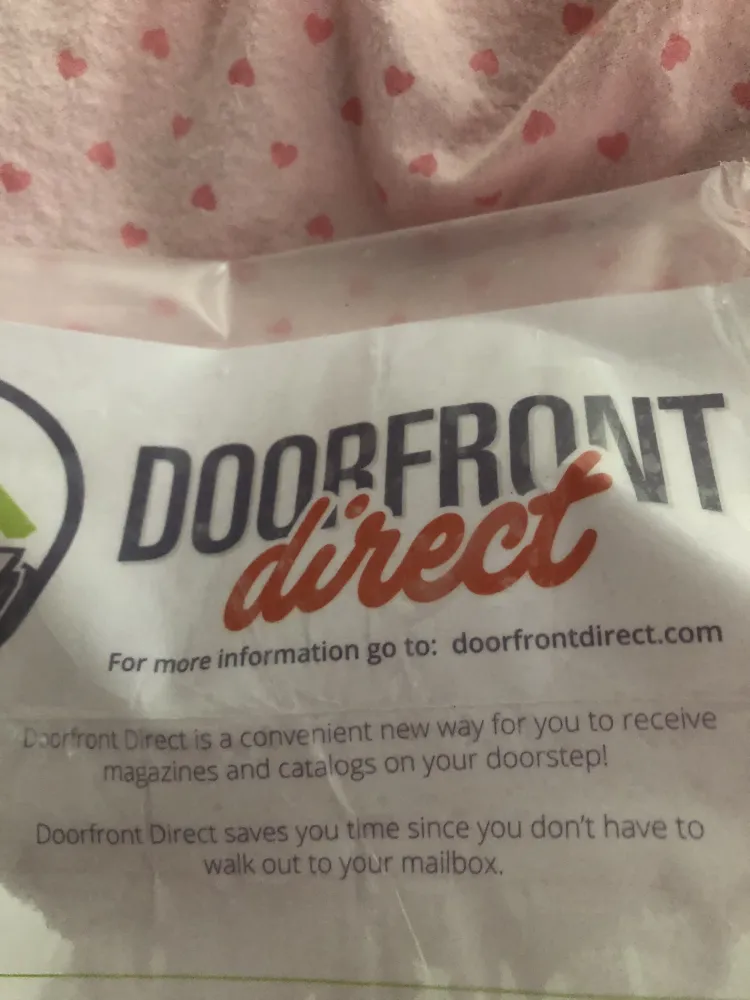 DOORFRONT
direct
For more information go to: doorfrontdirect.com
Doorfront Direct is a convenient new way for you to receive
magazines and catalogs on your doorstep!
Doorfront Direct saves you time since you don't have to
walk out to your mailbox.